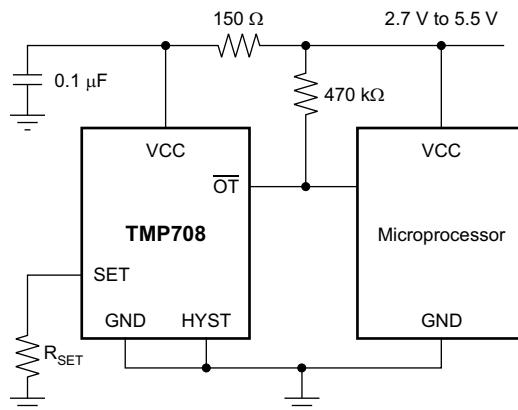 150 Ω
2.7 V to 5.5 V
0.1 μF
470 kΩ
VCC
VCC
OT
TMP708
Microprocessor
SET
GND
HYST
GND
RSET